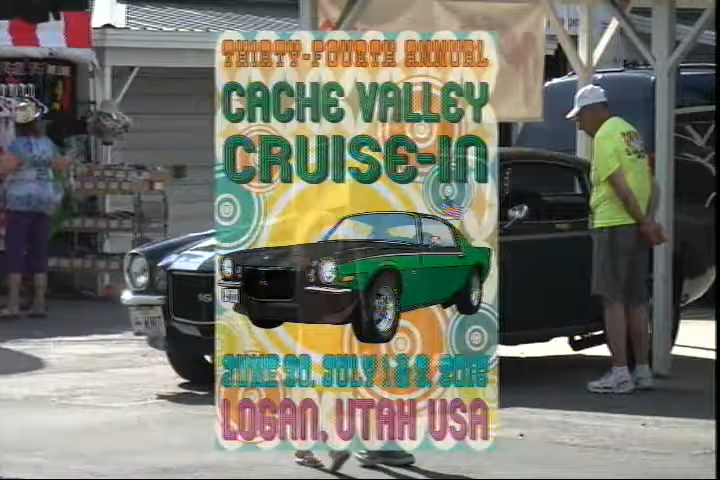 THIRTY-FOURTH ANNUAL
CACHE VALLEY
CRUISE-IN
JUNE 30, JULY 1 & 2, 2016
LOGAN, UTAH USA